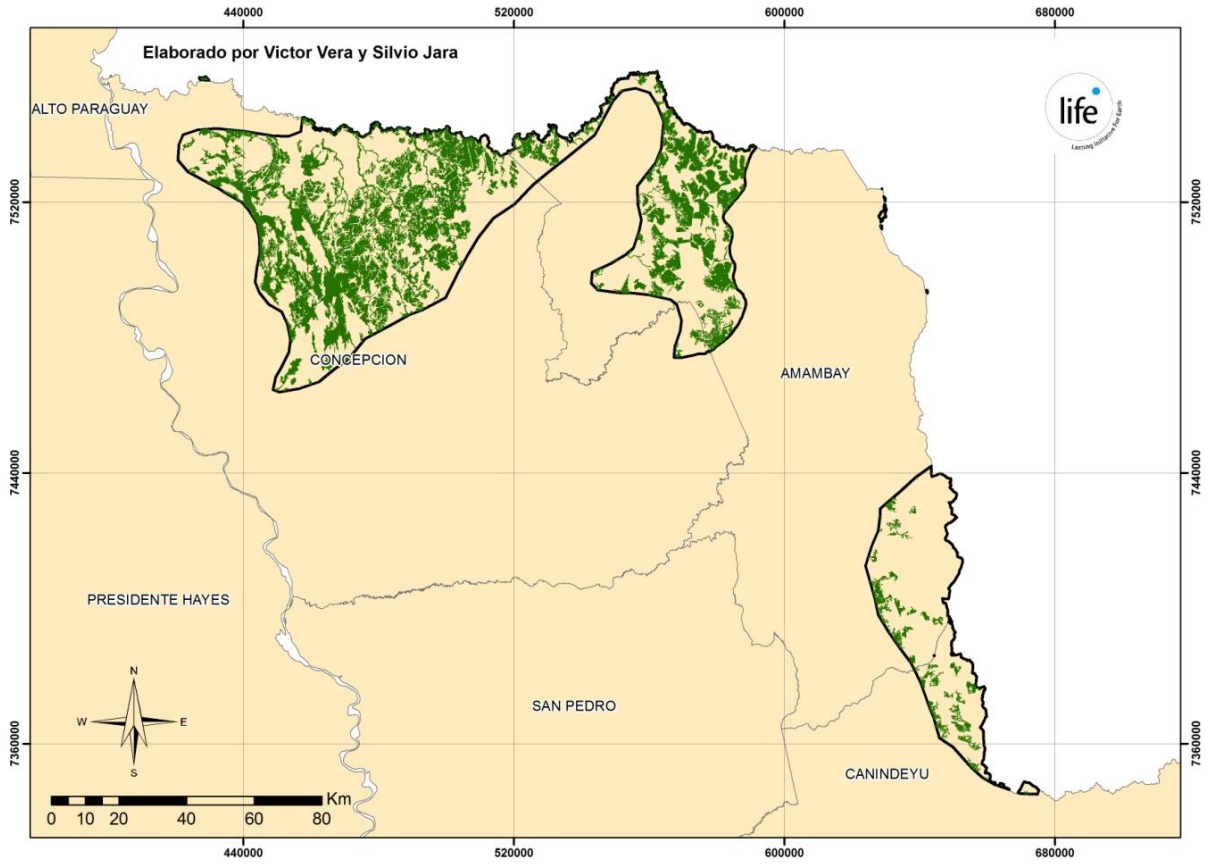 440000 520000 600000 680000
Elaborado por Victor Vera y Silvio Jara
life
Lasting Initiative For Earth
ALTO PARAGUAY
7520000 7520000
CONCEPCION
AMAMBAY
7440000 7440000
PRESIDENTE HAYES
N
W E
S
SAN PEDRO
7360000 7360000
CANINDEYU
Km
0 10 20 40 60 80
440000 520000 600000 680000